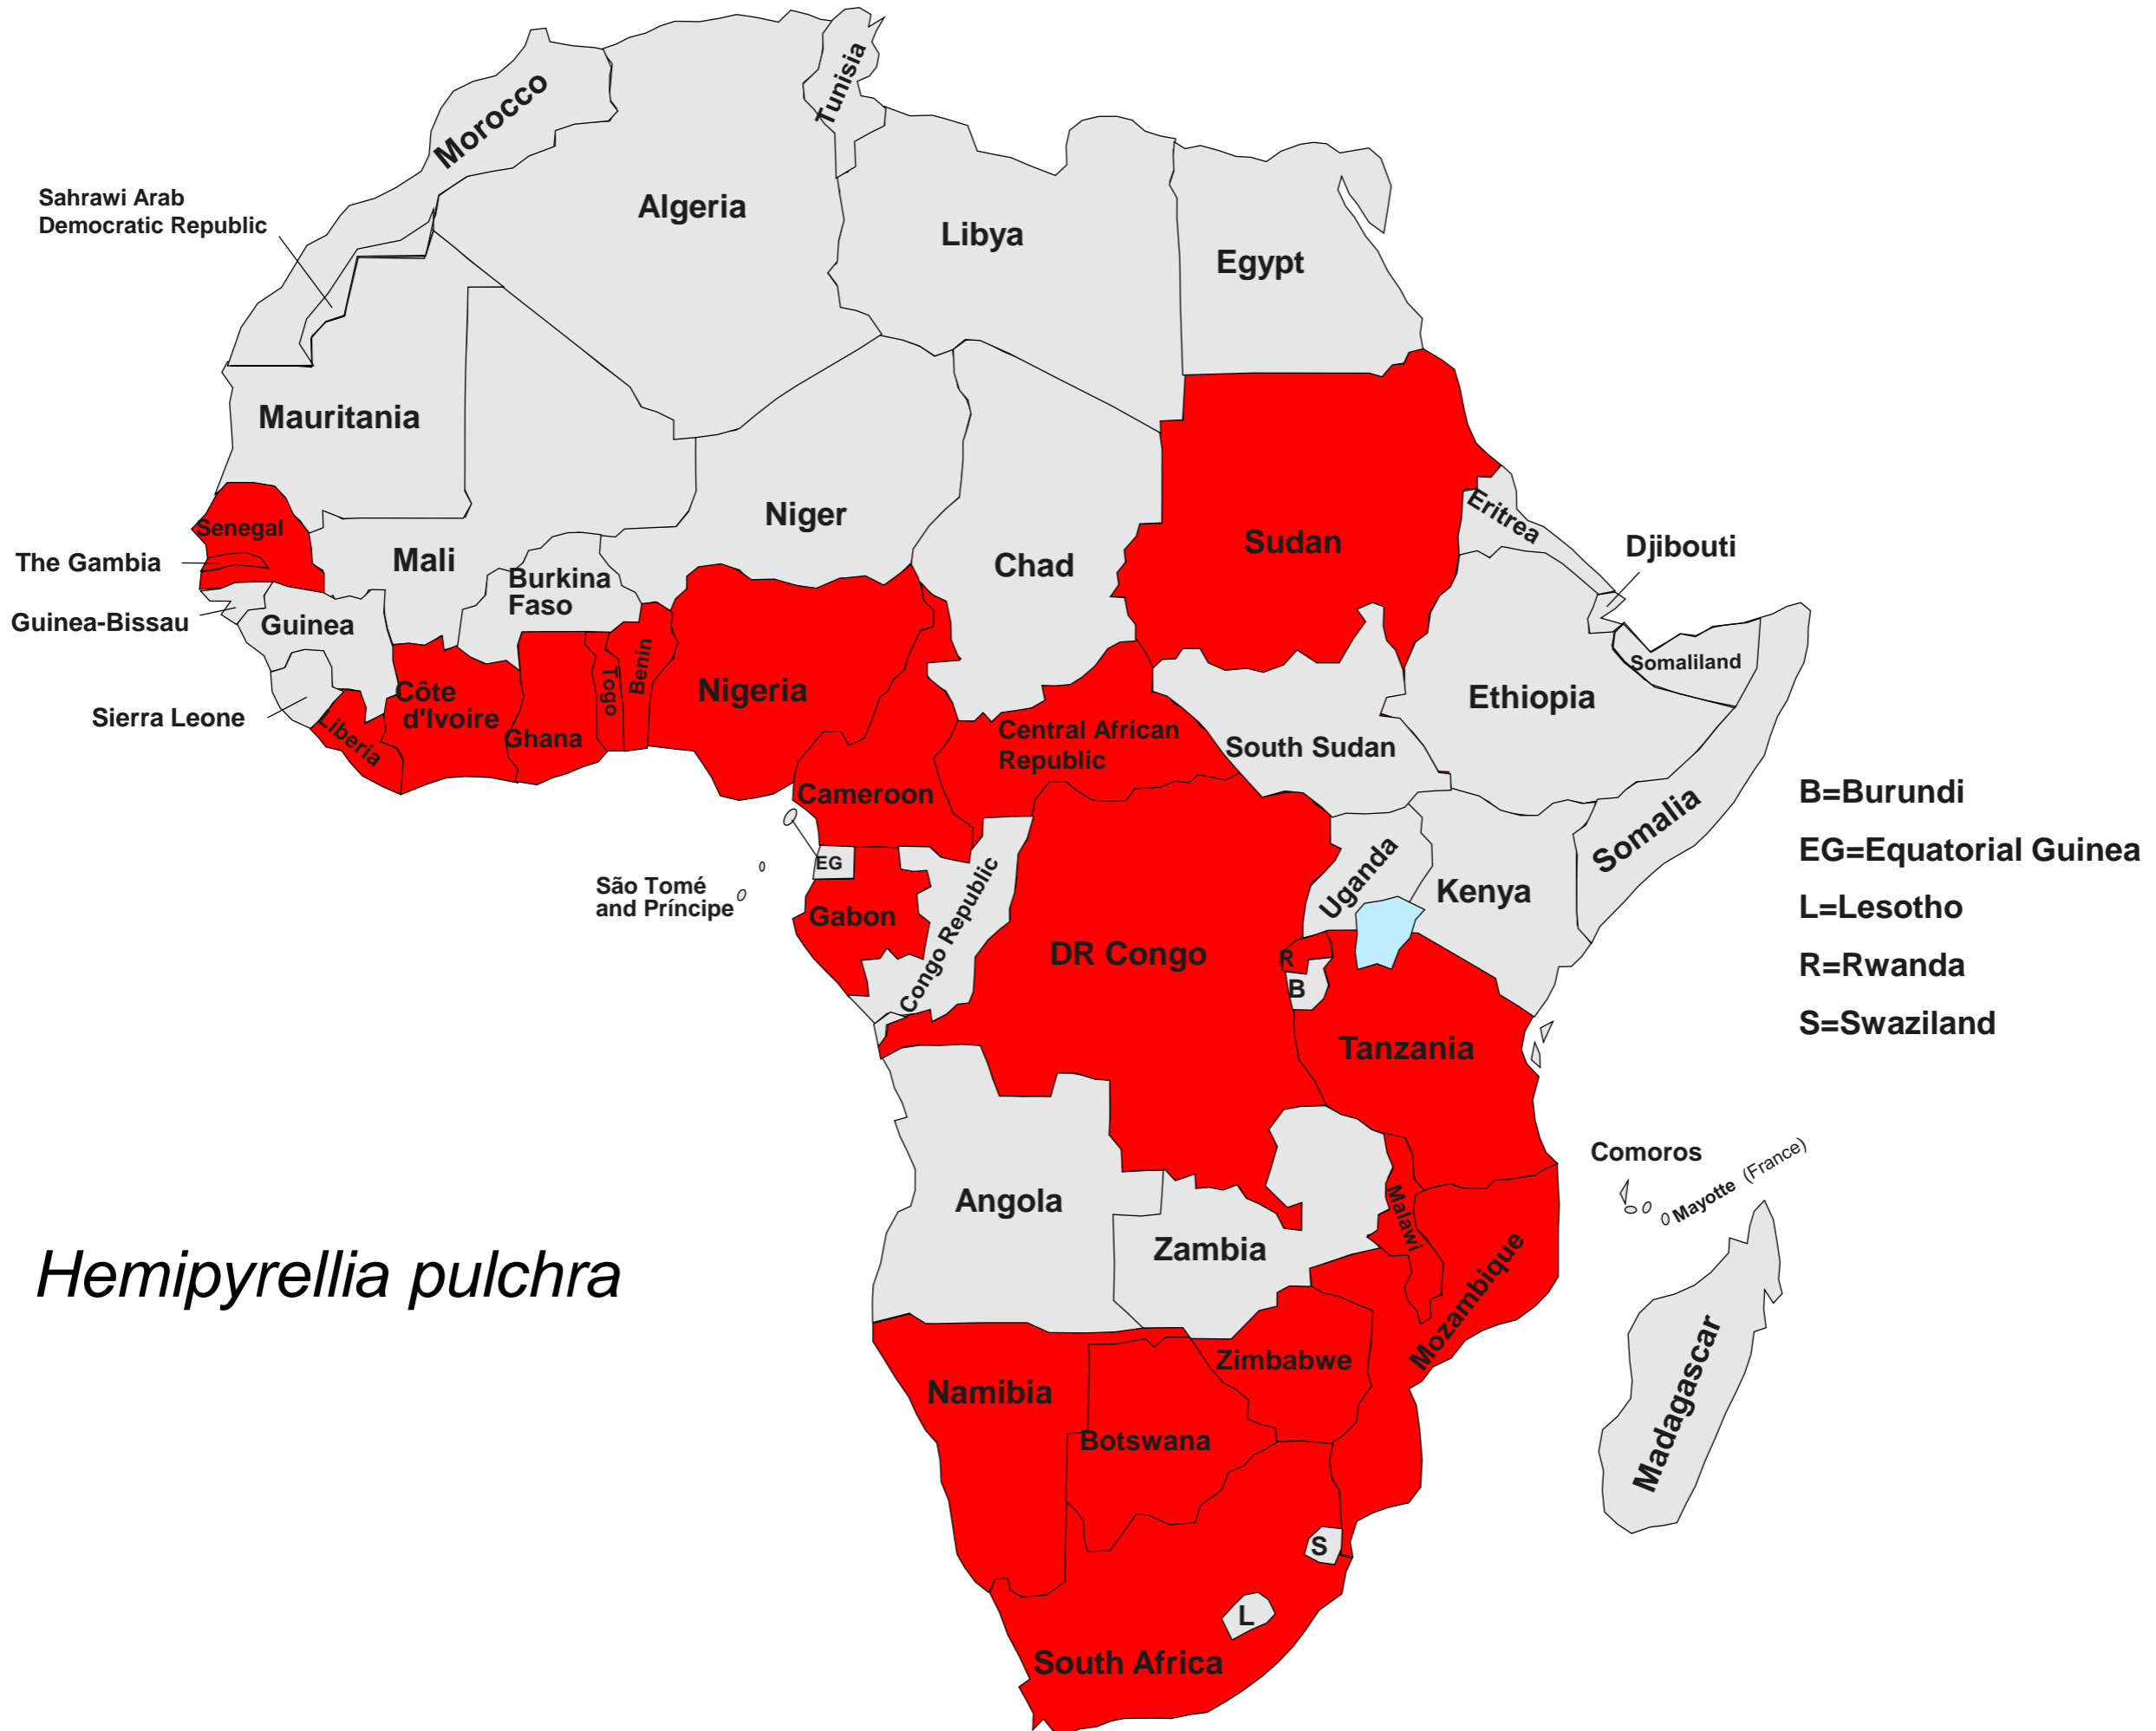 Morocco
Tunisia
Sahrawi Arab
Democratic Republic
Algeria
Libya
Egypt
Mauritania
Senegal
The Gambia
Guinea-Bissau
Guinea
Sierra Leone
Liberia
Mali
Burkina
Faso
Côte
d'Ivoire
Ghana
Togo
Benin
Niger
Nigeria
Chad
Sudan
Eritrea
Djibouti
Somaliland
Ethiopia
Somalia
Central African
Republic
South Sudan
Cameroon
EG
São Tomé
and Príncipe
Gabon
Congo Republic
DR Congo
Uganda
Kenya
R
B
Tanzania
B=Burundi
EG=Equatorial Guinea
L=Lesotho
R=Rwanda
S=Swaziland
Comoros
Mayotte (France)
Angola
Zambia
Malawi
Mozambique
Madagascar
Hemipyrellia pulchra
Zimbabwe
Namibia
Botswana
S
L
South Africa